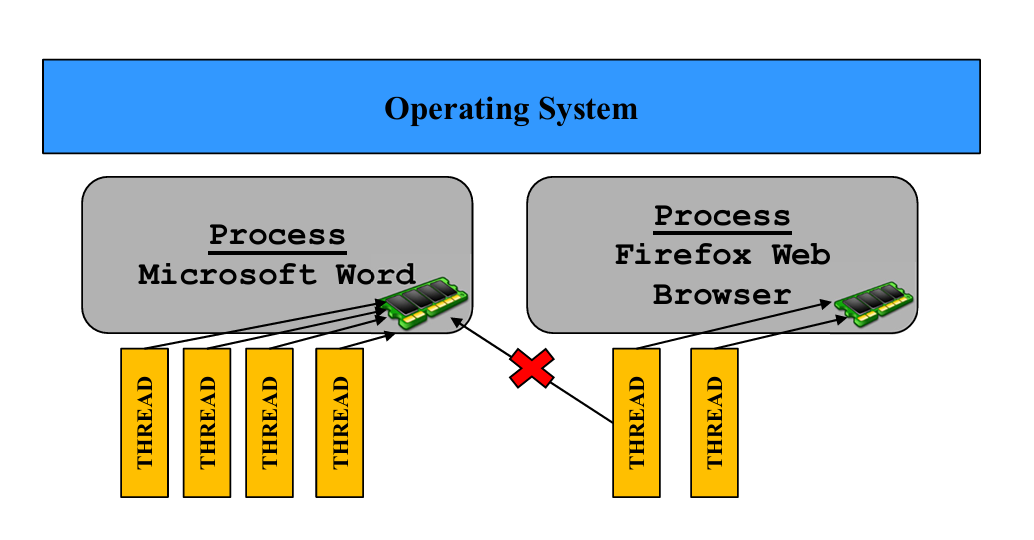 Operating System
Process
Microsoft Word
Process
Firefox Web
Browser
THREAD
THREAD
THREAD
THREAD
THREAD
THREAD